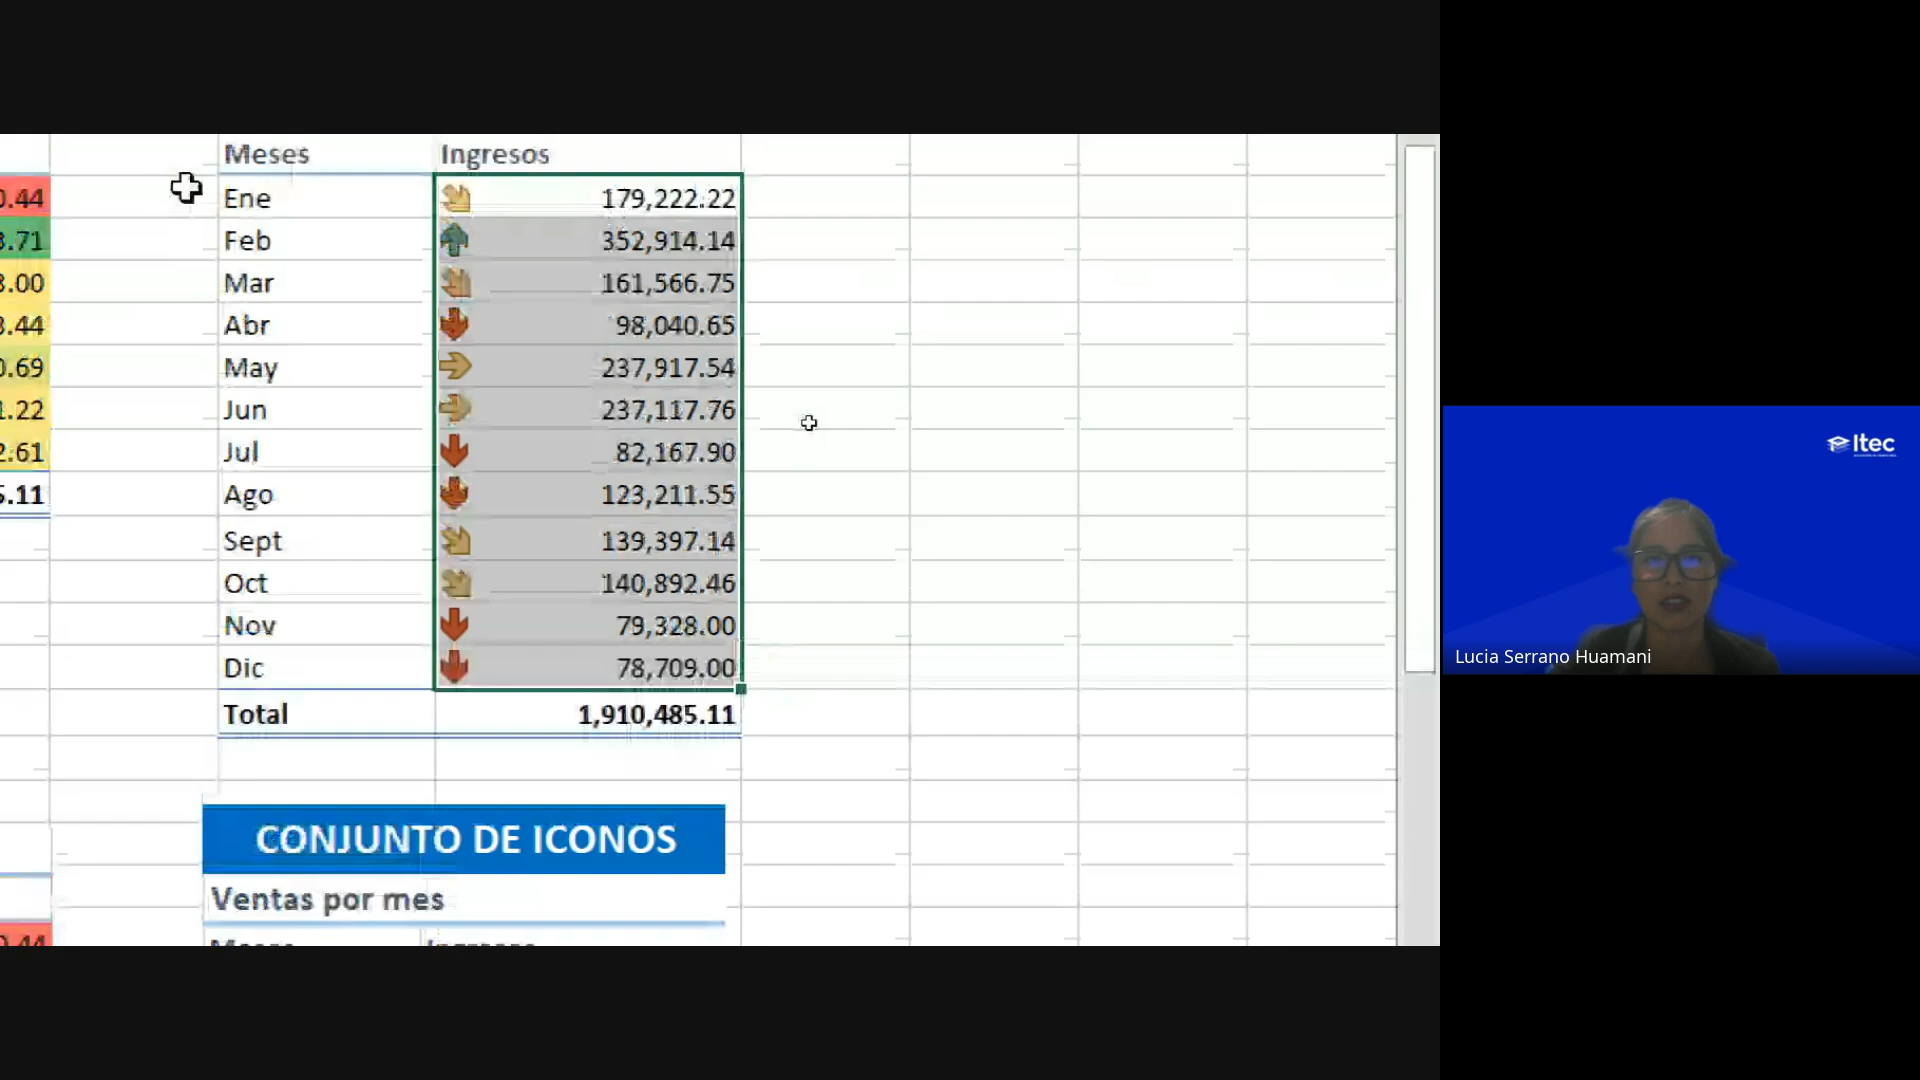 Meses Ingresos
0.44 Ene 179,222.22
3.71 Feb 352,914.14
3.00 Mar 161,566.75
3.44 Abr 98,040.65
0.69 May 237,917.54
1.22 Jun 237,117.76
2.61 Jul 82,167.90
5.11 Ago 123,211.55
Sept 139,397.14
Oct 140,892.46
Nov 79,328.00
Dic 78,709.00
Total 1,910,485.11
CONJUNTO DE ICONOS
Ventas por mes
Meses Ingresos
Itec
Lucia Serrano Huamani